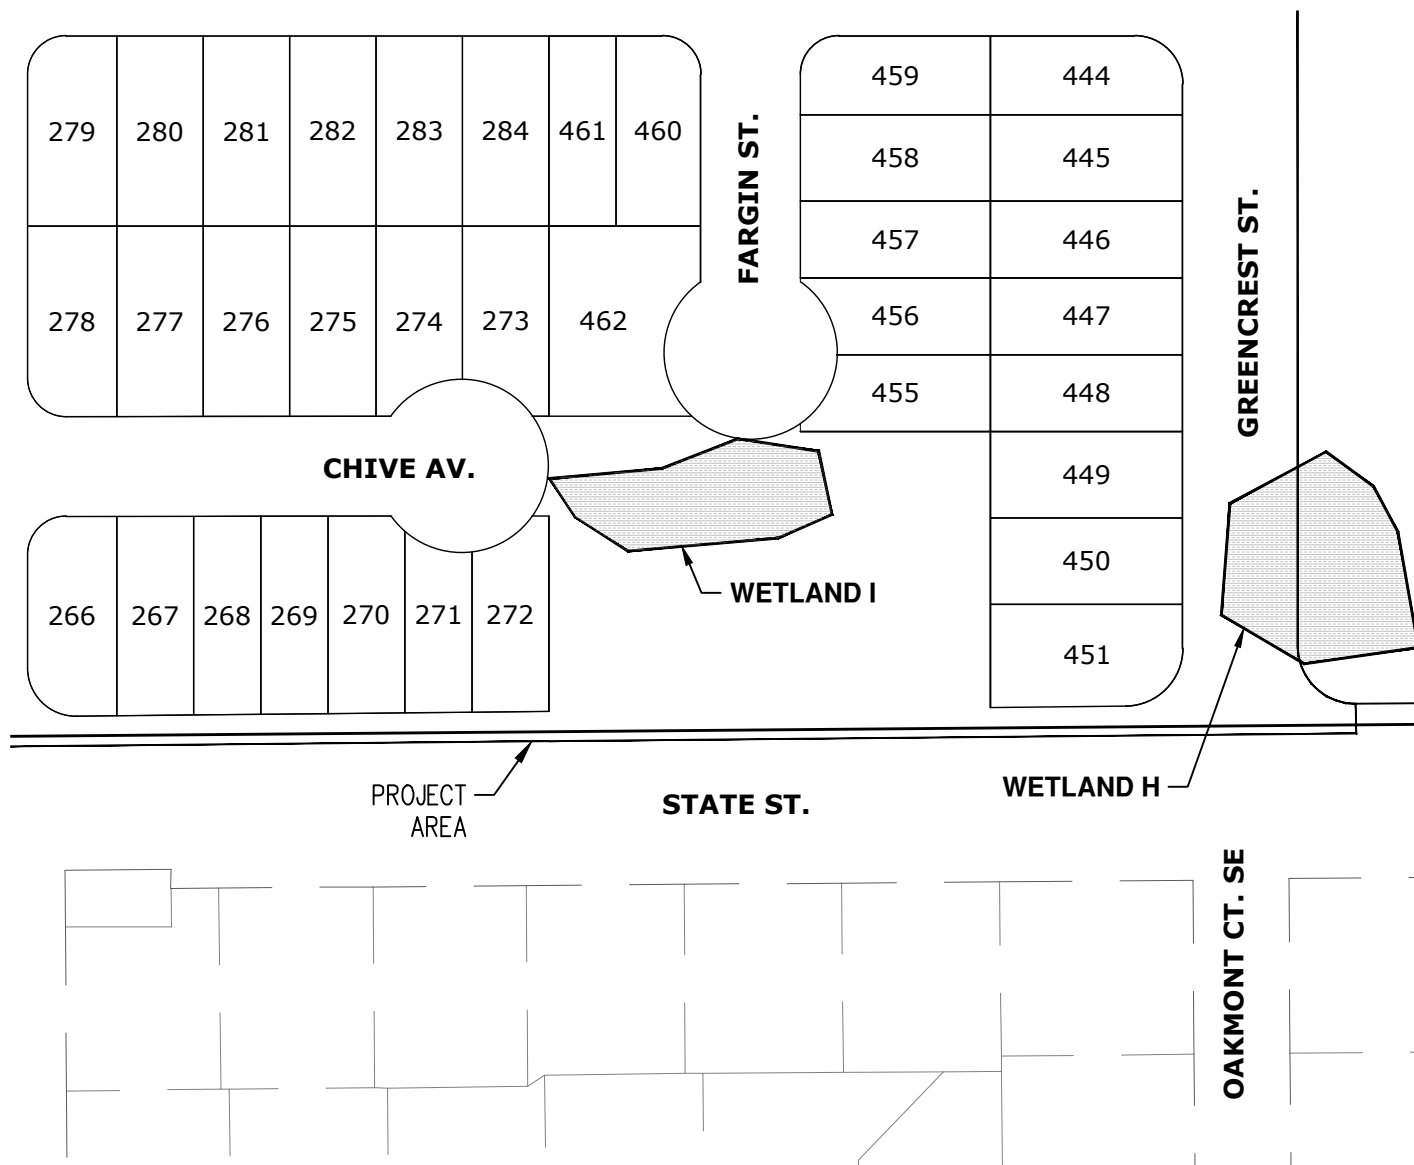 279 280 281 282 283 284 461 460
459 444
458 445
457 446
456 447
455 448
449
450
451
FARGIN ST.
GREENCREST ST.
278 277 276 275 274 273 462
CHIVE AV.
266 267 268 269 270 271 272
WETLAND I
WETLAND H
PROJECT
AREA
STATE ST.
OAKMONT CT. SE